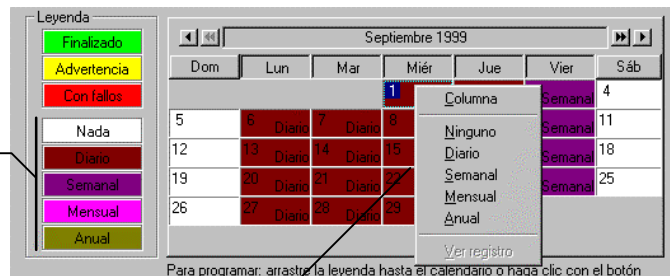 Leyenda
Finalizado
Advertencia
Con fallos
Nada
Diario
Semanal
Mensual
Anual
Septiembre 1999
Dom Lun Mar Miér Jue Vier Sáb
1 Semanal 4
5 6 Diario 7 Diario 8 Semanal 11
12 13 Diario 14 Diario 15 Semanal 18
19 20 Diario 21 Diario 22 Semanal 25
26 27 Diario 28 Diario 29
Columna
Ninguno
Diario
Semanal
Mensual
Anual
Ver registro
Para programar: arrastre la leyenda hasta el calendario o haga clic con el botón